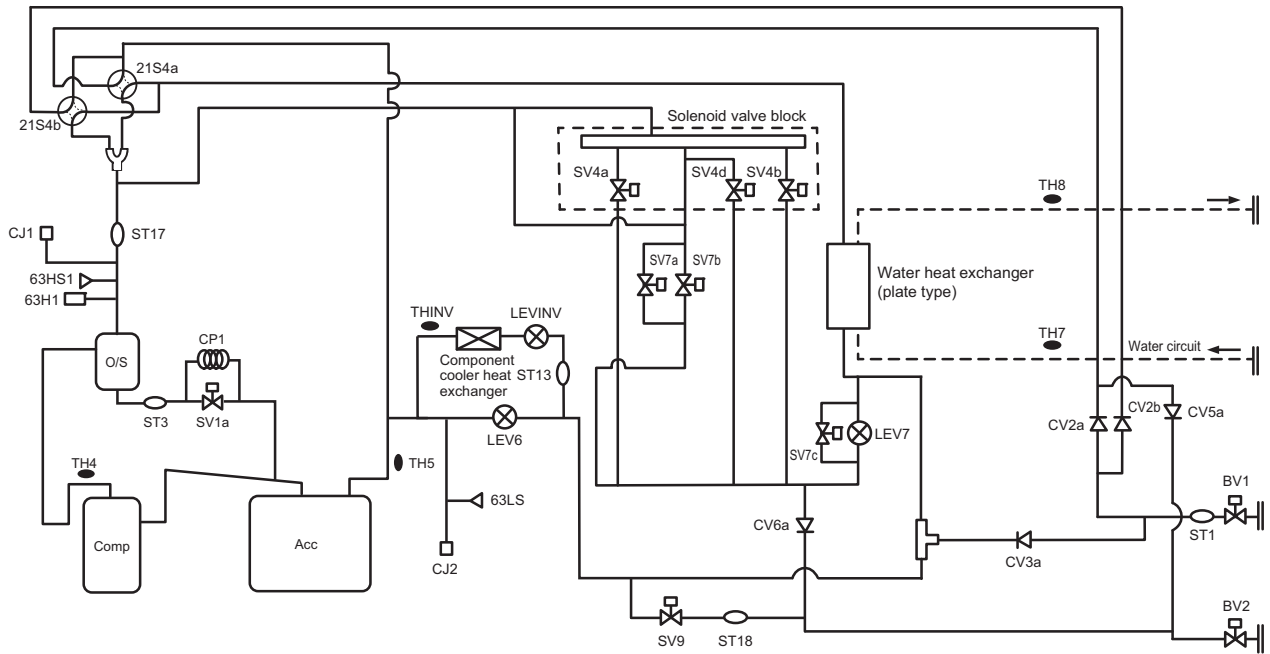 21S4a
21S4b
Solenoid valve block
SV4a
SV4d
SV4b
TH8
CJ1
ST17
SV7a
SV7b
63HS1
63H1
Water heat exchanger
(plate type)
THINV
LEVINV
TH7
Water circuit
CP1
O/S
Component
cooler heat
exchanger
ST13
ST3
SV1a
LEV6
SV7c
LEV7
CV2a
CV2b
CV5a
TH4
TH5
63LS
BV1
CV6a
ST1
Comp
Acc
CJ2
CV3a
BV2
SV9
ST18